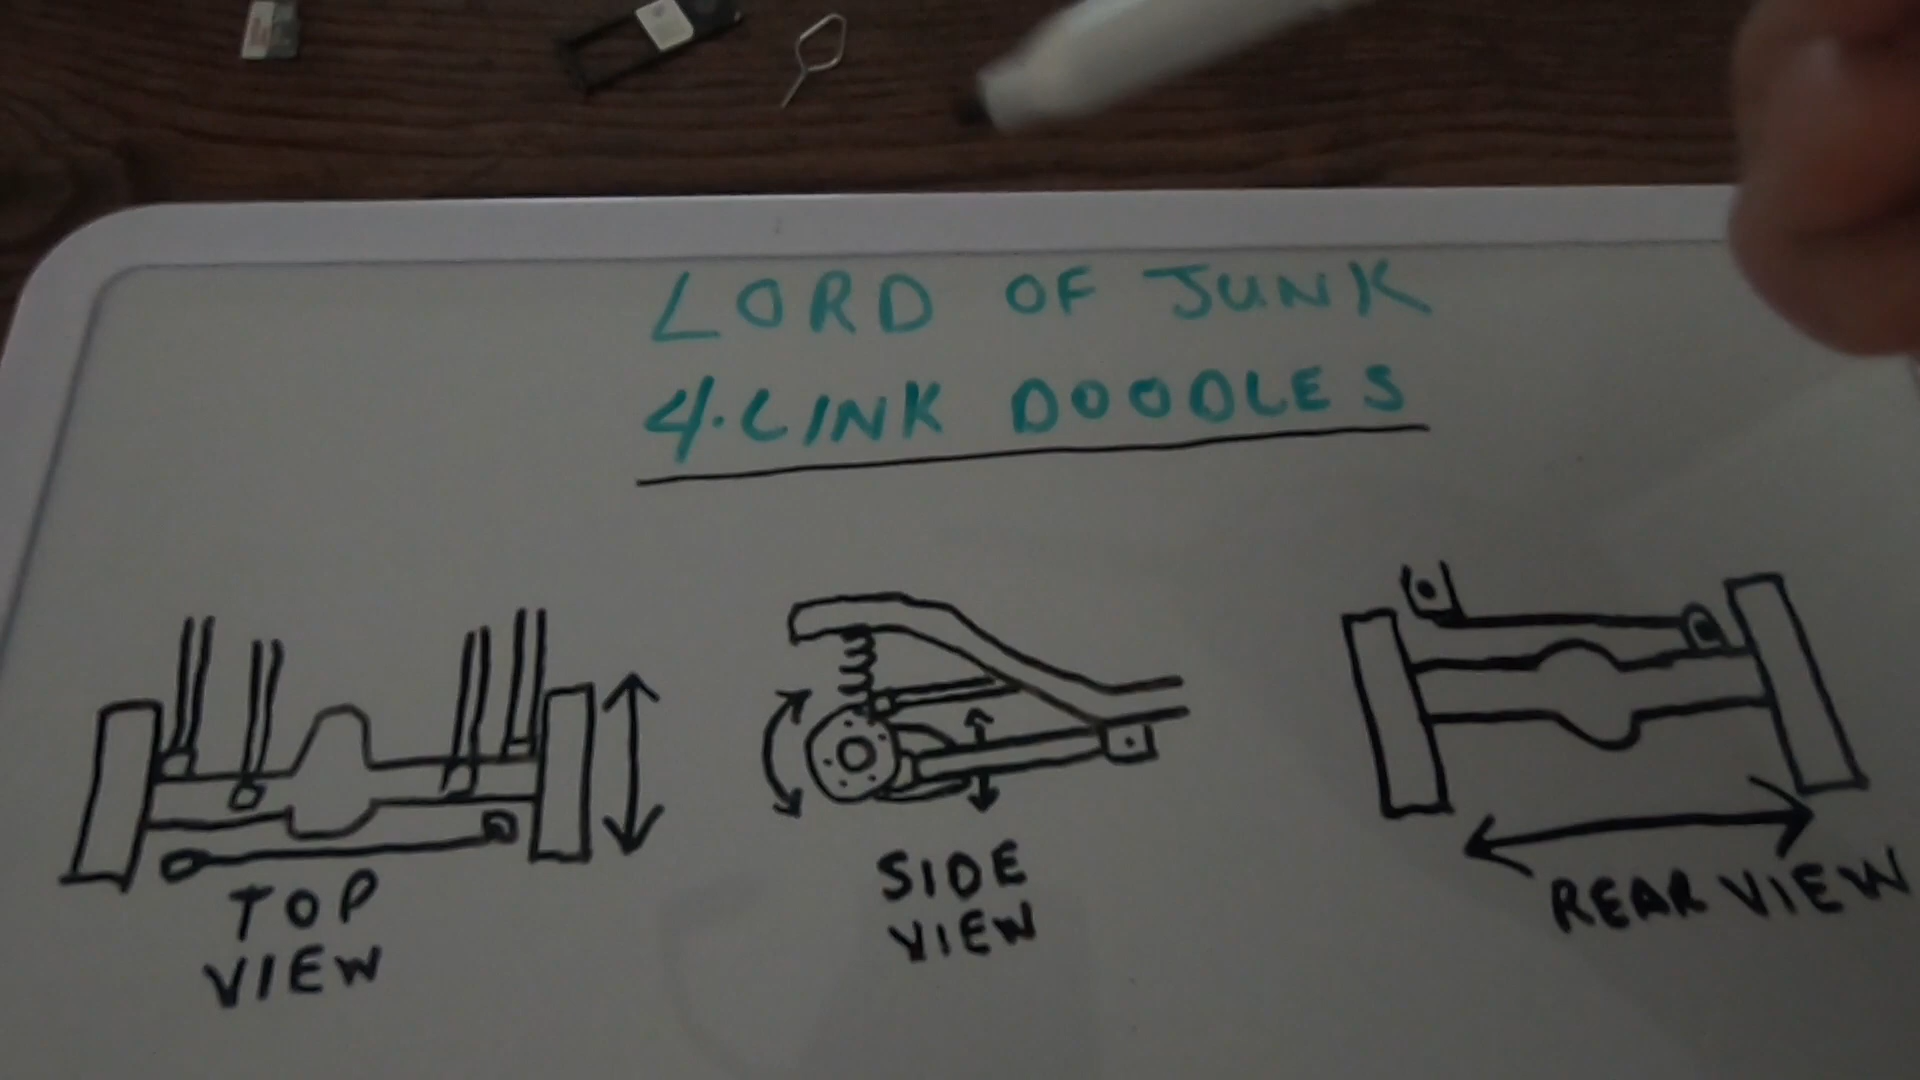 LORD OF JUNK
4.LINK DOODLES
TOP
VIEW
SIDE
VIEW
REAR VIEW